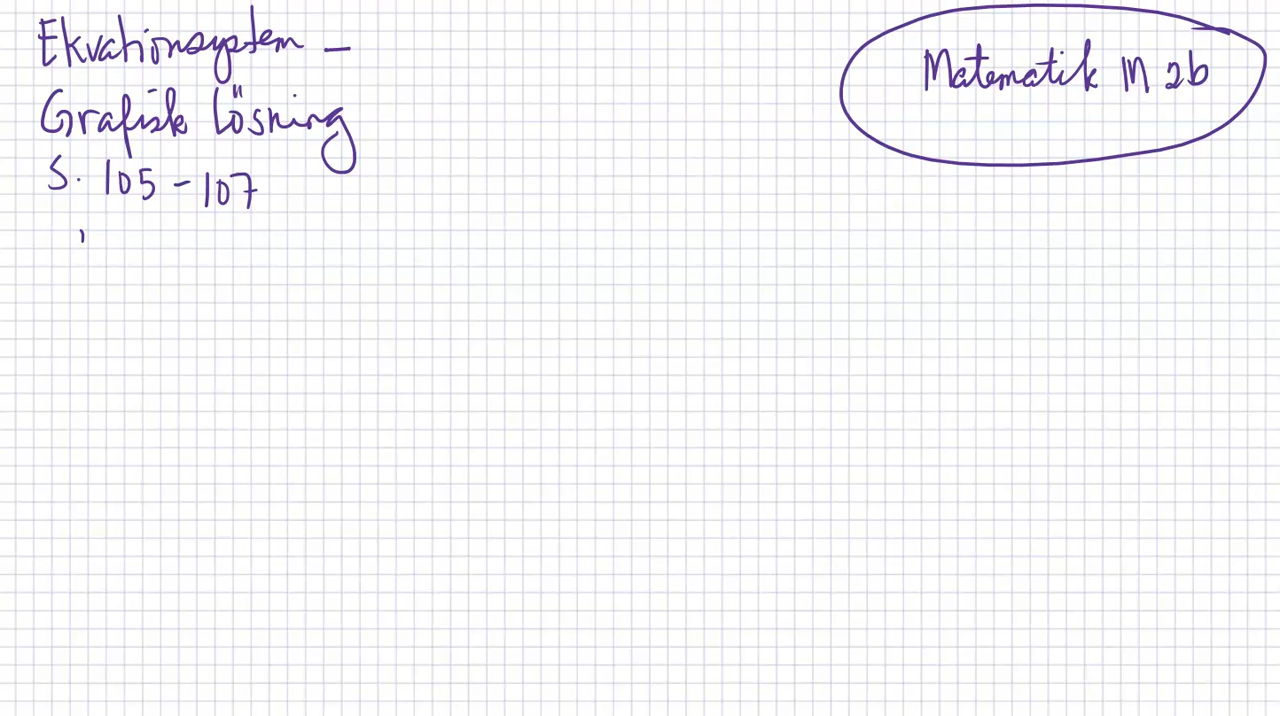 Ekvationsystem -
Grafisk lösning
S. 105 - 107
Matematik M 2b